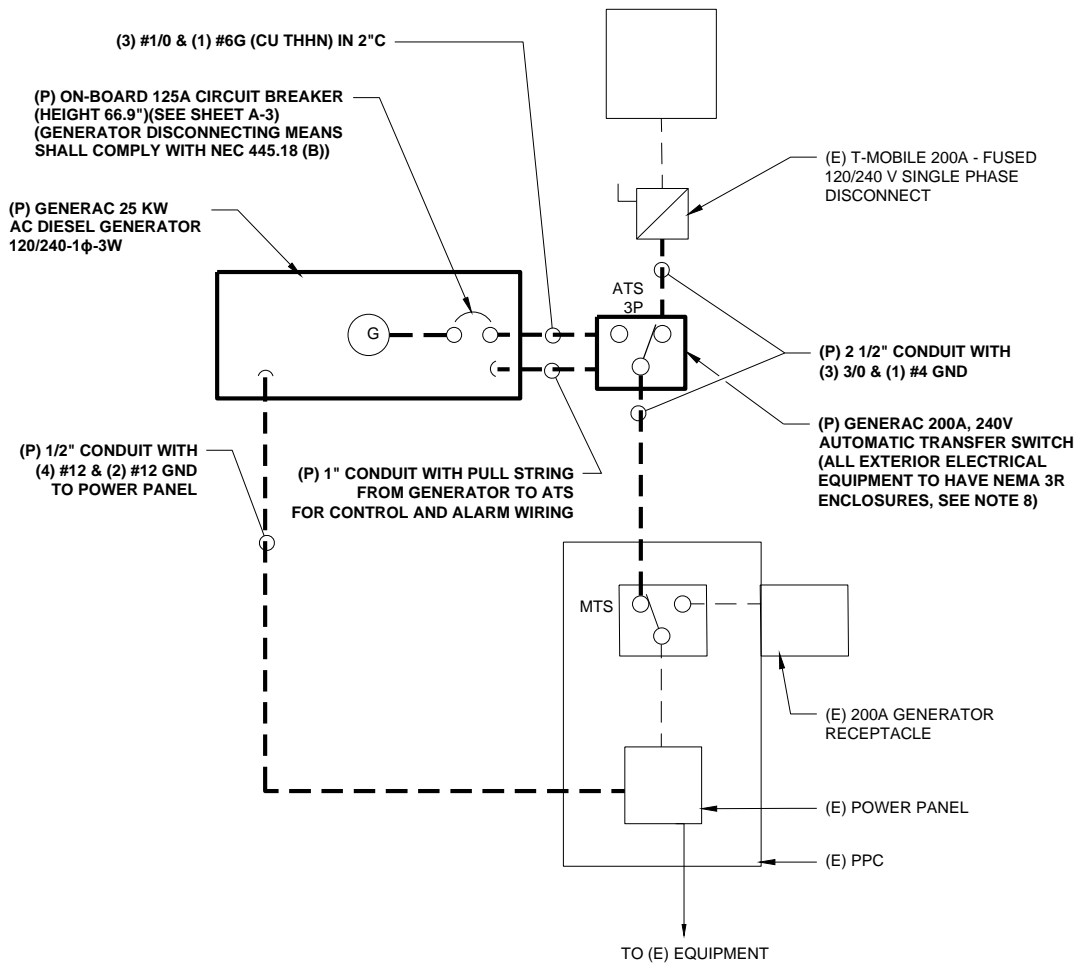 (3) #1/0 & (1) #6G (CU THHN) IN 2"C
(P) ON-BOARD 125A CIRCUIT BREAKER
(HEIGHT 66.9")(SEE SHEET A-3)
(GENERATOR DISCONNECTING MEANS
SHALL COMPLY WITH NEC 445.18 (B))
(E) T-MOBILE 200A - FUSED
120/240 V SINGLE PHASE
DISCONNECT
(P) GENERAC 25 KW
AC DIESEL GENERATOR
120/240-1ϕ-3W
ATS
3P
G
(P) 2 1/2" CONDUIT WITH
(3) 3/0 & (1) #4 GND
(P) GENERAC 200A, 240V
AUTOMATIC TRANSFER SWITCH
(ALL EXTERIOR ELECTRICAL
EQUIPMENT TO HAVE NEMA 3R
ENCLOSURES, SEE NOTE 8)
(P) 1/2" CONDUIT WITH
(4) #12 & (2) #12 GND
TO POWER PANEL
(P) 1" CONDUIT WITH PULL STRING
FROM GENERATOR TO ATS
FOR CONTROL AND ALARM WIRING
MTS
(E) 200A GENERATOR
RECEPTACLE
(E) POWER PANEL
(E) PPC
TO (E) EQUIPMENT